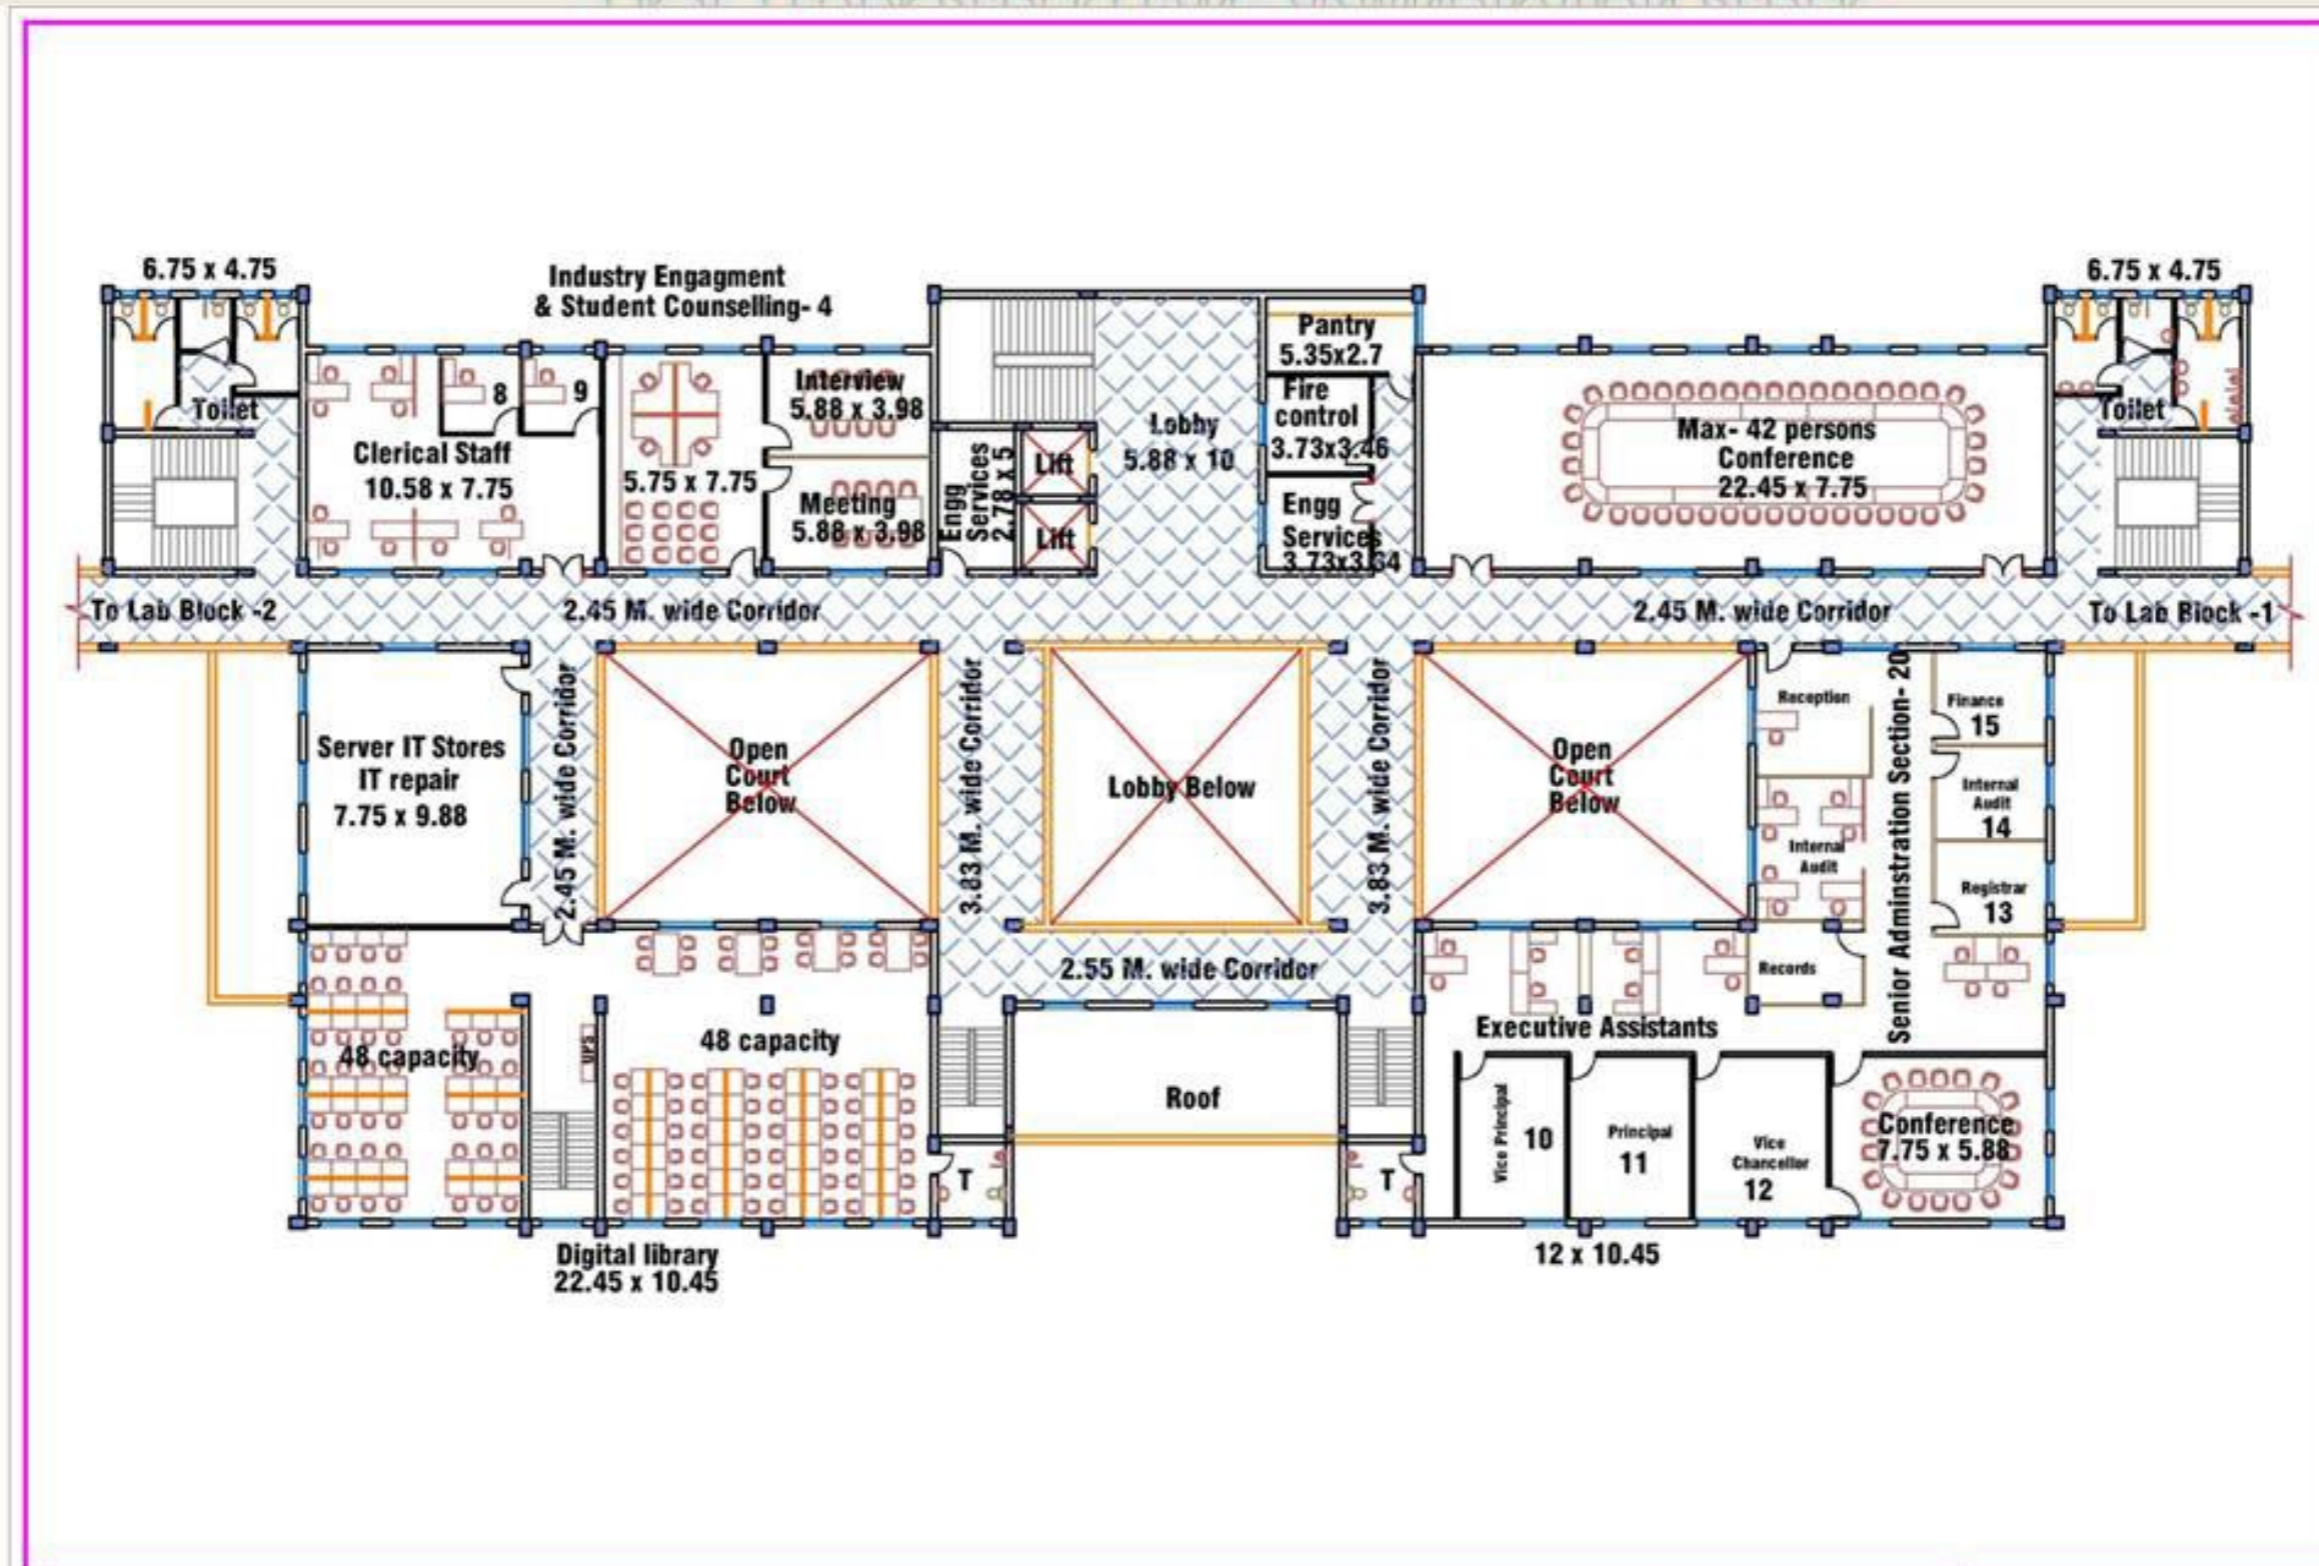 6.75 x 4.75
Industry Engagment
& Student Counselling- 4
6.75 x 4.75
Toilet
8
9
Clerical Staff
10.58 x 7.75
5.75 x 7.75
Interview
5.88 x 3.98
Meeting
5.88 x 3.98
Engg
Services
2.78 x 5
Lift
Lift
Lobby
5.88 x 10
Pantry
5.35x2.7
Fire
control
3.73x3.46
Engg
Services
3.73x3.34
Max- 42 persons
Conference
22.45 x 7.75
Toilet
To Lab Block -2
2.45 M. wide Corridor
2.45 M. wide Corridor
To Lab Block -1
Server IT Stores
IT repair
7.75 x 9.88
2.45 M. wide Corridor
Open
Court
Below
3.83 M. wide Corridor
Lobby Below
3.83 M. wide Corridor
Open
Court
Below
Reception
Internal
Audit
Records
Senior Adminstration Section- 20
Finance
15
Internal
Audit
14
Registrar
13
2.55 M. wide Corridor
48 capacity
UPS
48 capacity
Roof
T
T
Executive Assistants
Vice Principal
10
Principal
11
Vice
Chancellor
12
Conference
7.75 x 5.88
Digital library
22.45 x 10.45
12 x 10.45